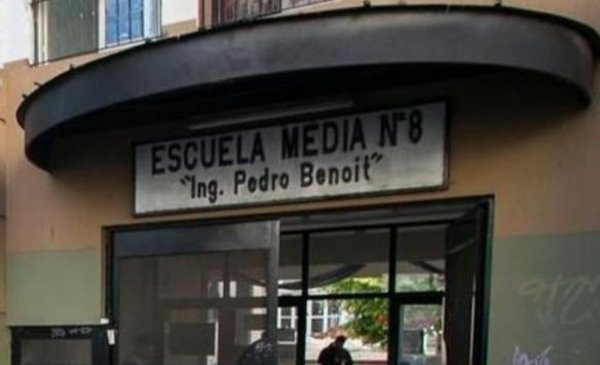 ESCUELA MEDIA N°8
"Ing. Pedro Benoit"